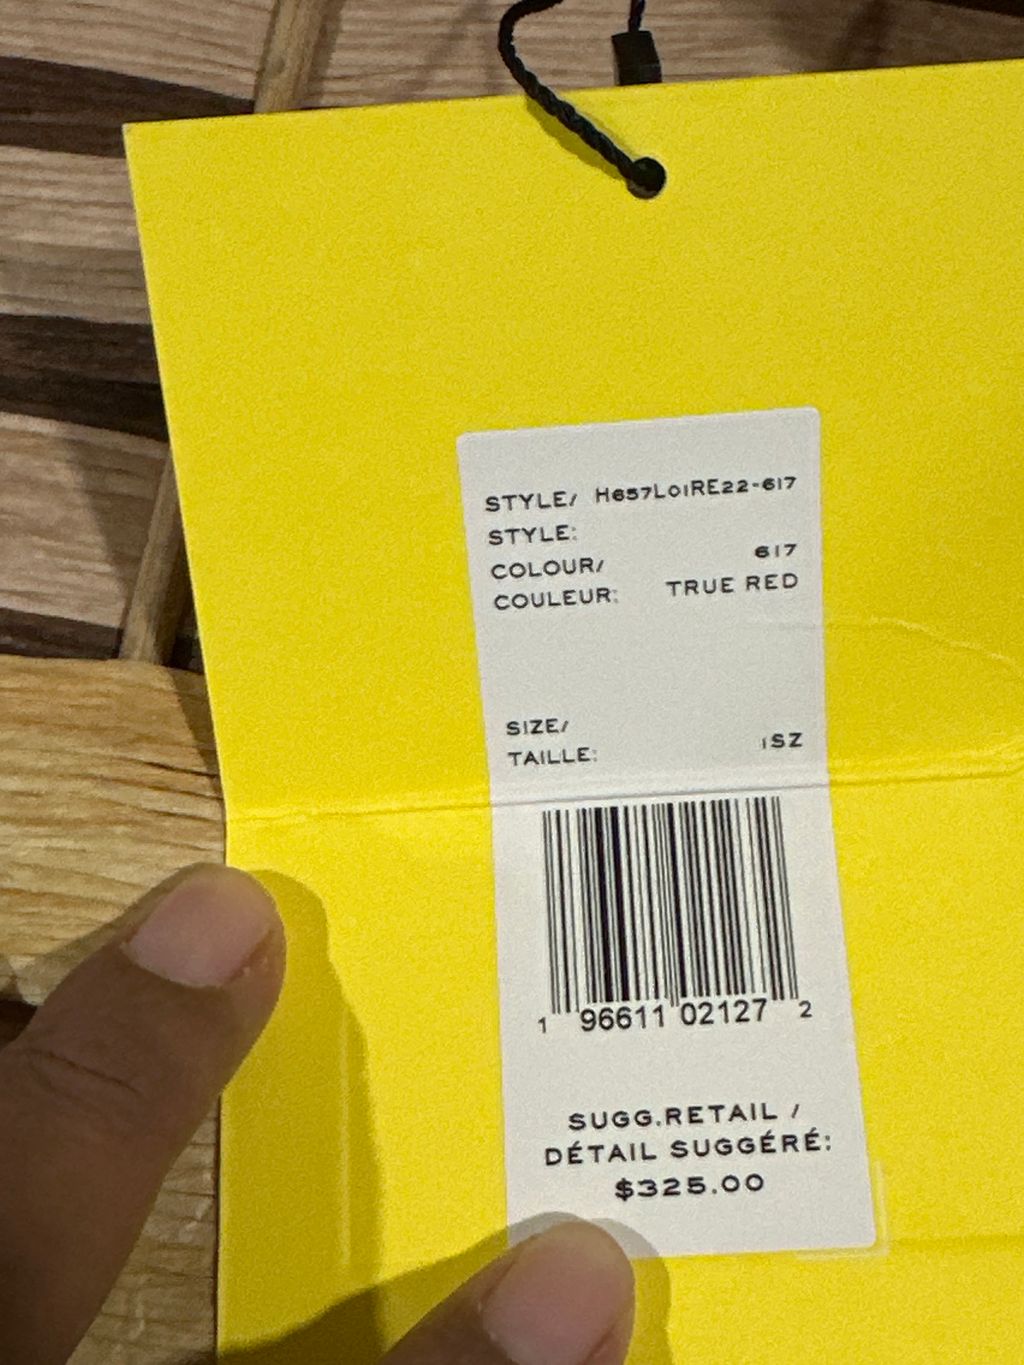 STYLE/ H657L01RE22-617
STYLE:
COLOUR/ 617
COULEUR: TRUE RED
SIZE/
TAILLE: 1SZ
1 96611 02127 2
SUGG.RETAIL /
DÉTAIL SUGGÉRÉ:
$325.00